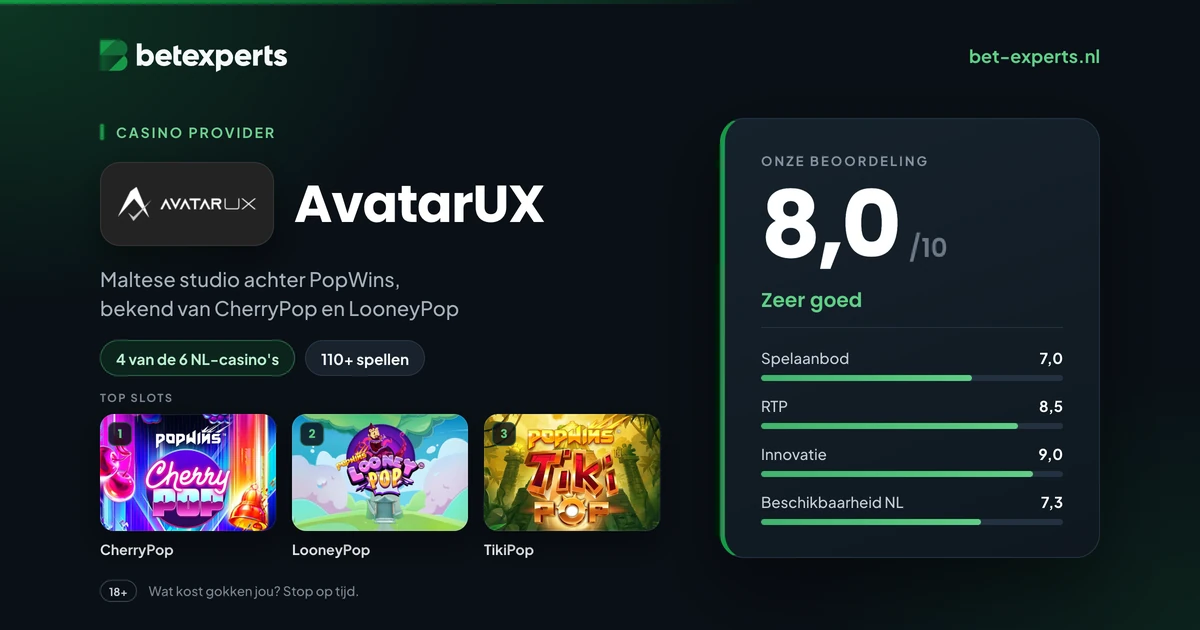 betexperts
bet-experts.nl
CASINO PROVIDER
AVATARUX
AvatarUX
Maltese studio achter PopWins,
bekend van CherryPop en LooneyPop
4 van de 6 NL-casino's
110+ spellen
TOP SLOTS
1
POPWINS
Cherry
POP
2
POPWINS
LOONEY
POP
3
POPWINS
Tiki
POP
CherryPop
LooneyPop
TikiPop
18+
Wat kost gokken jou? Stop op tijd.
ONZE BEOORDELING
8,0 /10
Zeer goed
Spelaanbod 7,0
RTP 8,5
Innovatie 9,0
Beschikbaarheid NL 7,3